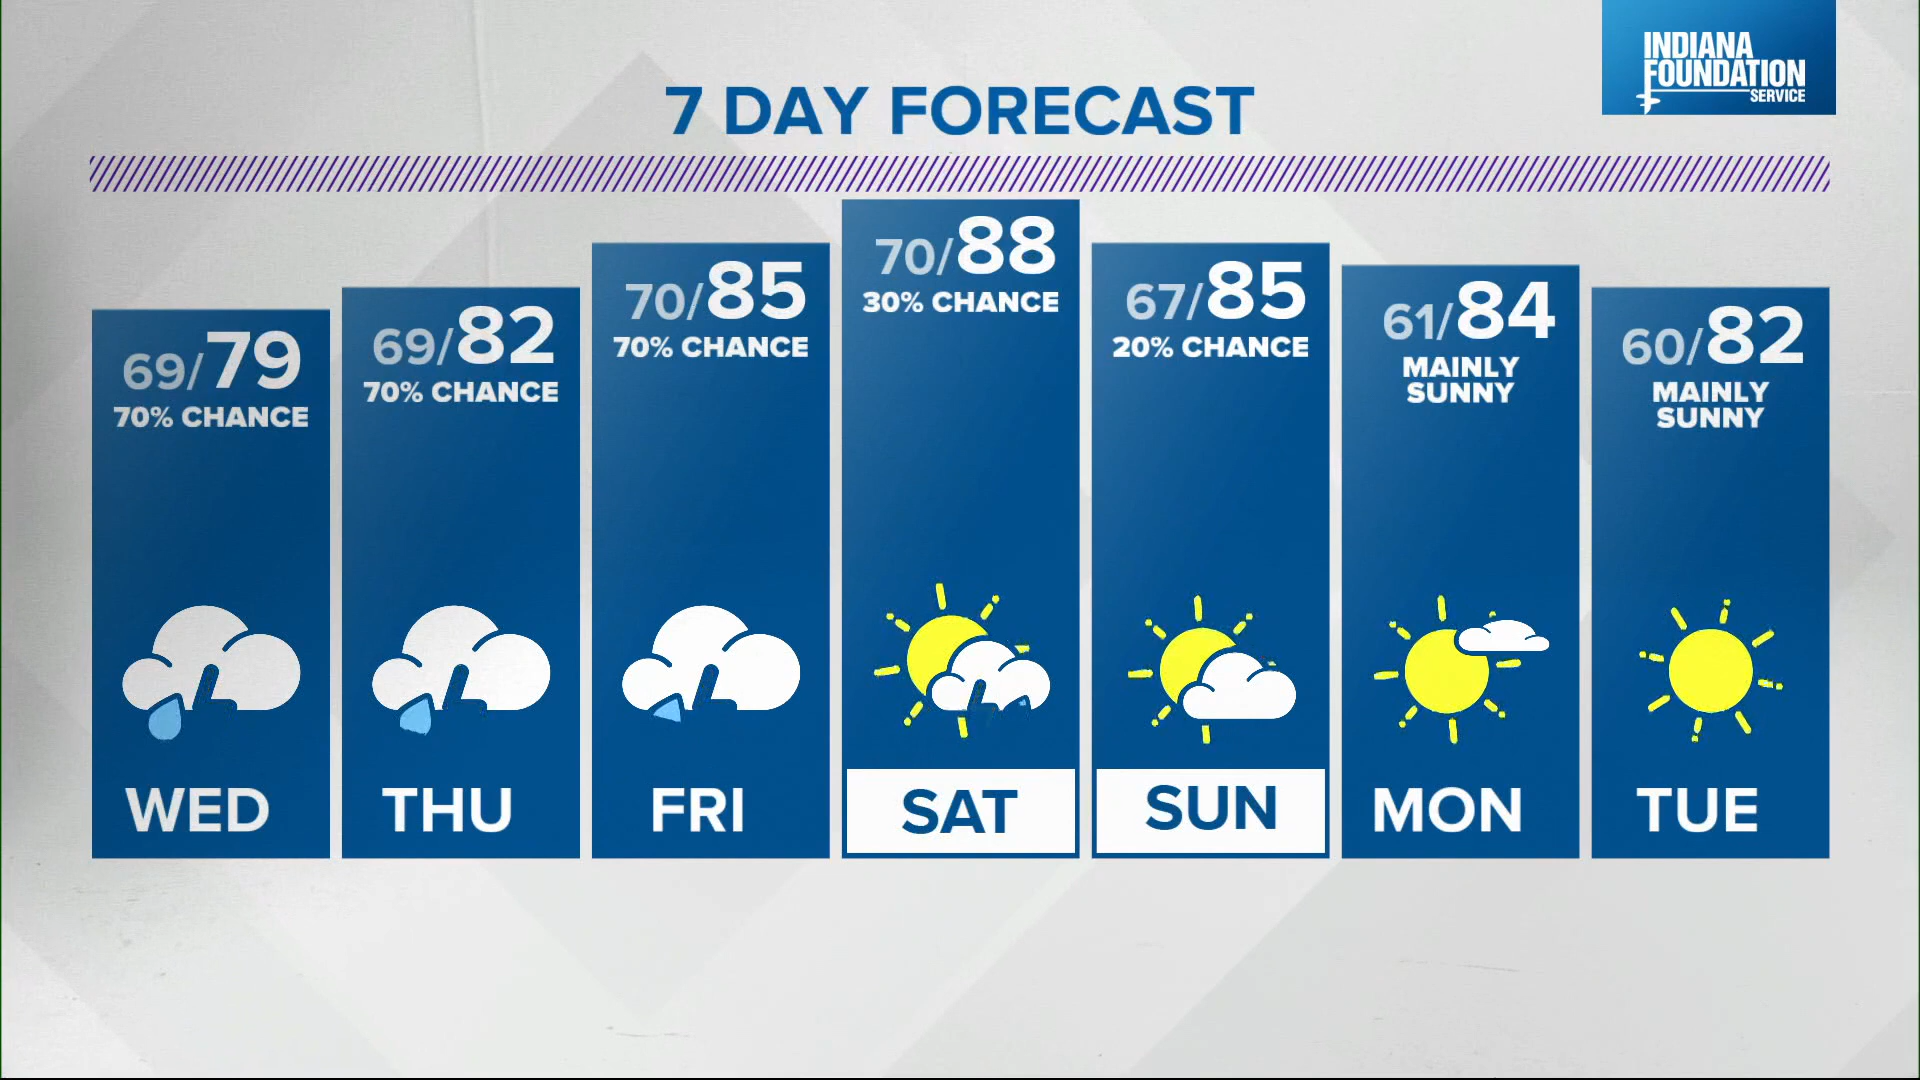 INDIANA
FOUNDATION
SERVICE
7 DAY FORECAST
69/79
70% CHANCE
WED
69/82
70% CHANCE
THU
70/85
70% CHANCE
FRI
70/88
30% CHANCE
SAT
67/85
20% CHANCE
SUN
61/84
MAINLY
SUNNY
MON
60/82
MAINLY
SUNNY
TUE